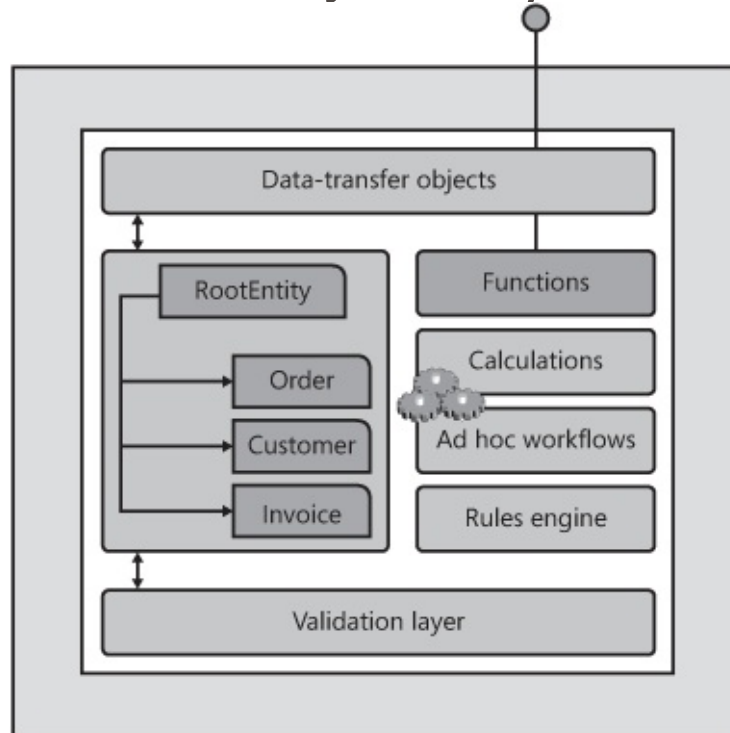 Data-transfer objects
RootEntity
Order
Customer
Invoice
Functions
Calculations
Ad hoc workflows
Rules engine
Validation layer